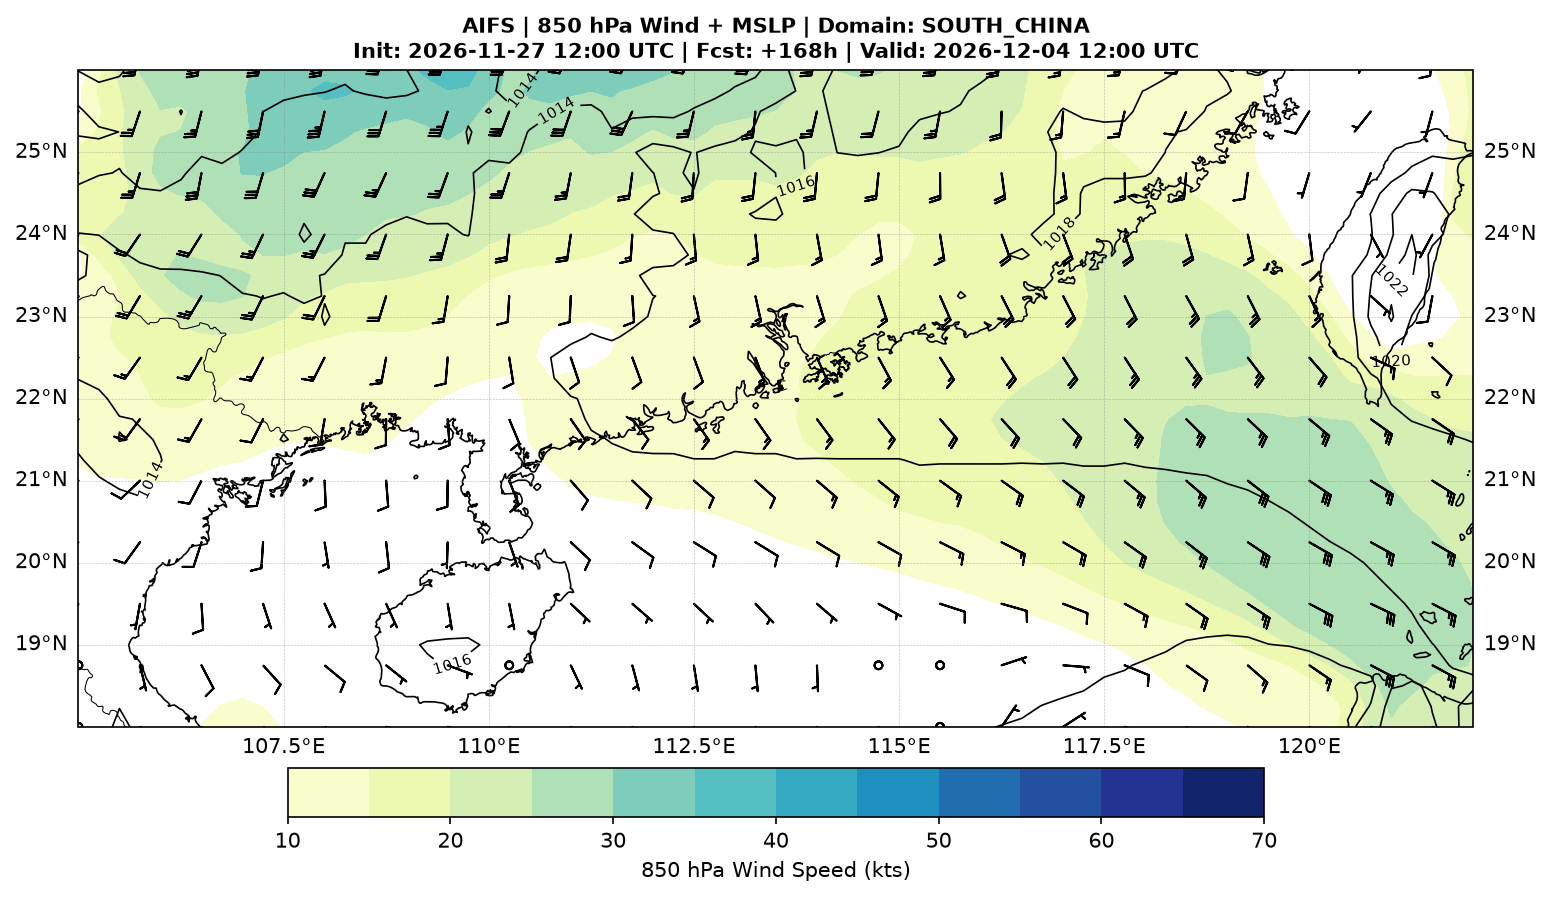 AIFS | 850 hPa Wind + MSLP | Domain: SOUTH_CHINA
Init: 2026-11-27 12:00 UTC | Fcst: +168h | Valid: 2026-12-04 12:00 UTC
1014
1014
1016
1018
1022
1020
1014
1016
25°N
24°N
23°N
22°N
21°N
20°N
19°N
25°N
24°N
23°N
22°N
21°N
20°N
19°N
107.5°E 110°E 112.5°E 115°E 117.5°E 120°E
10 20 30 40 50 60 70
850 hPa Wind Speed (kts)